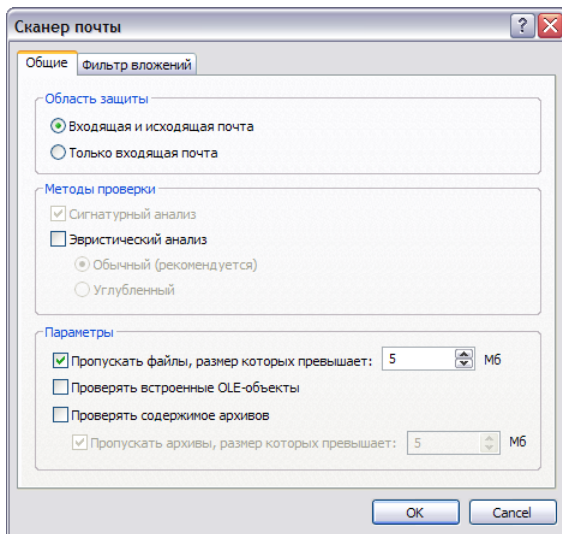 Сканер почты
Общие Фильтр вложений
Область защиты
Входящая и исходящая почта
Только входящая почта
Методы проверки
Сигнатурный анализ
Эвристический анализ
Обычный (рекомендуется)
Углубленный
Параметры
Пропускать файлы, размер которых превышает: 5 Мб
Проверять встроенные OLE-объекты
Проверять содержимое архивов
Пропускать архивы, размер которых превышает: 5 Мб
OK Cancel